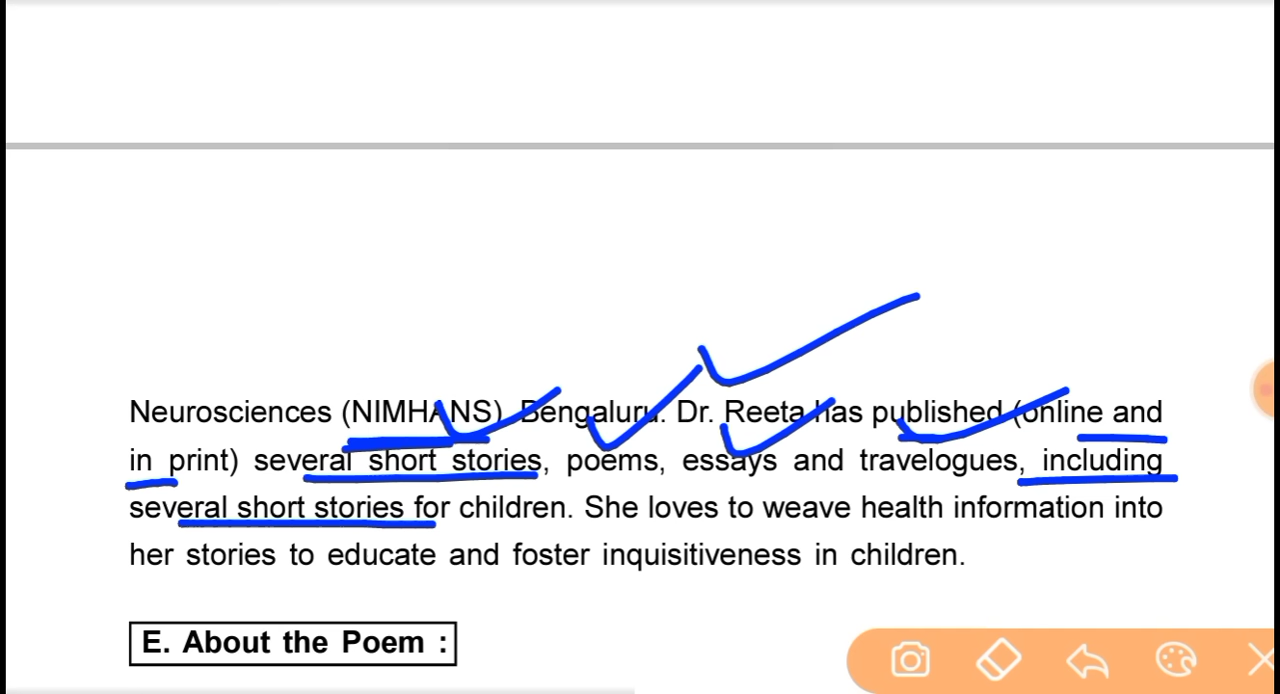 Neurosciences (NIMHANS), Bengaluru. Dr. Reeta has published (online and
in print) several short stories, poems, essays and travelogues, including
several short stories for children. She loves to weave health information into
her stories to educate and foster inquisitiveness in children.
E. About the Poem :